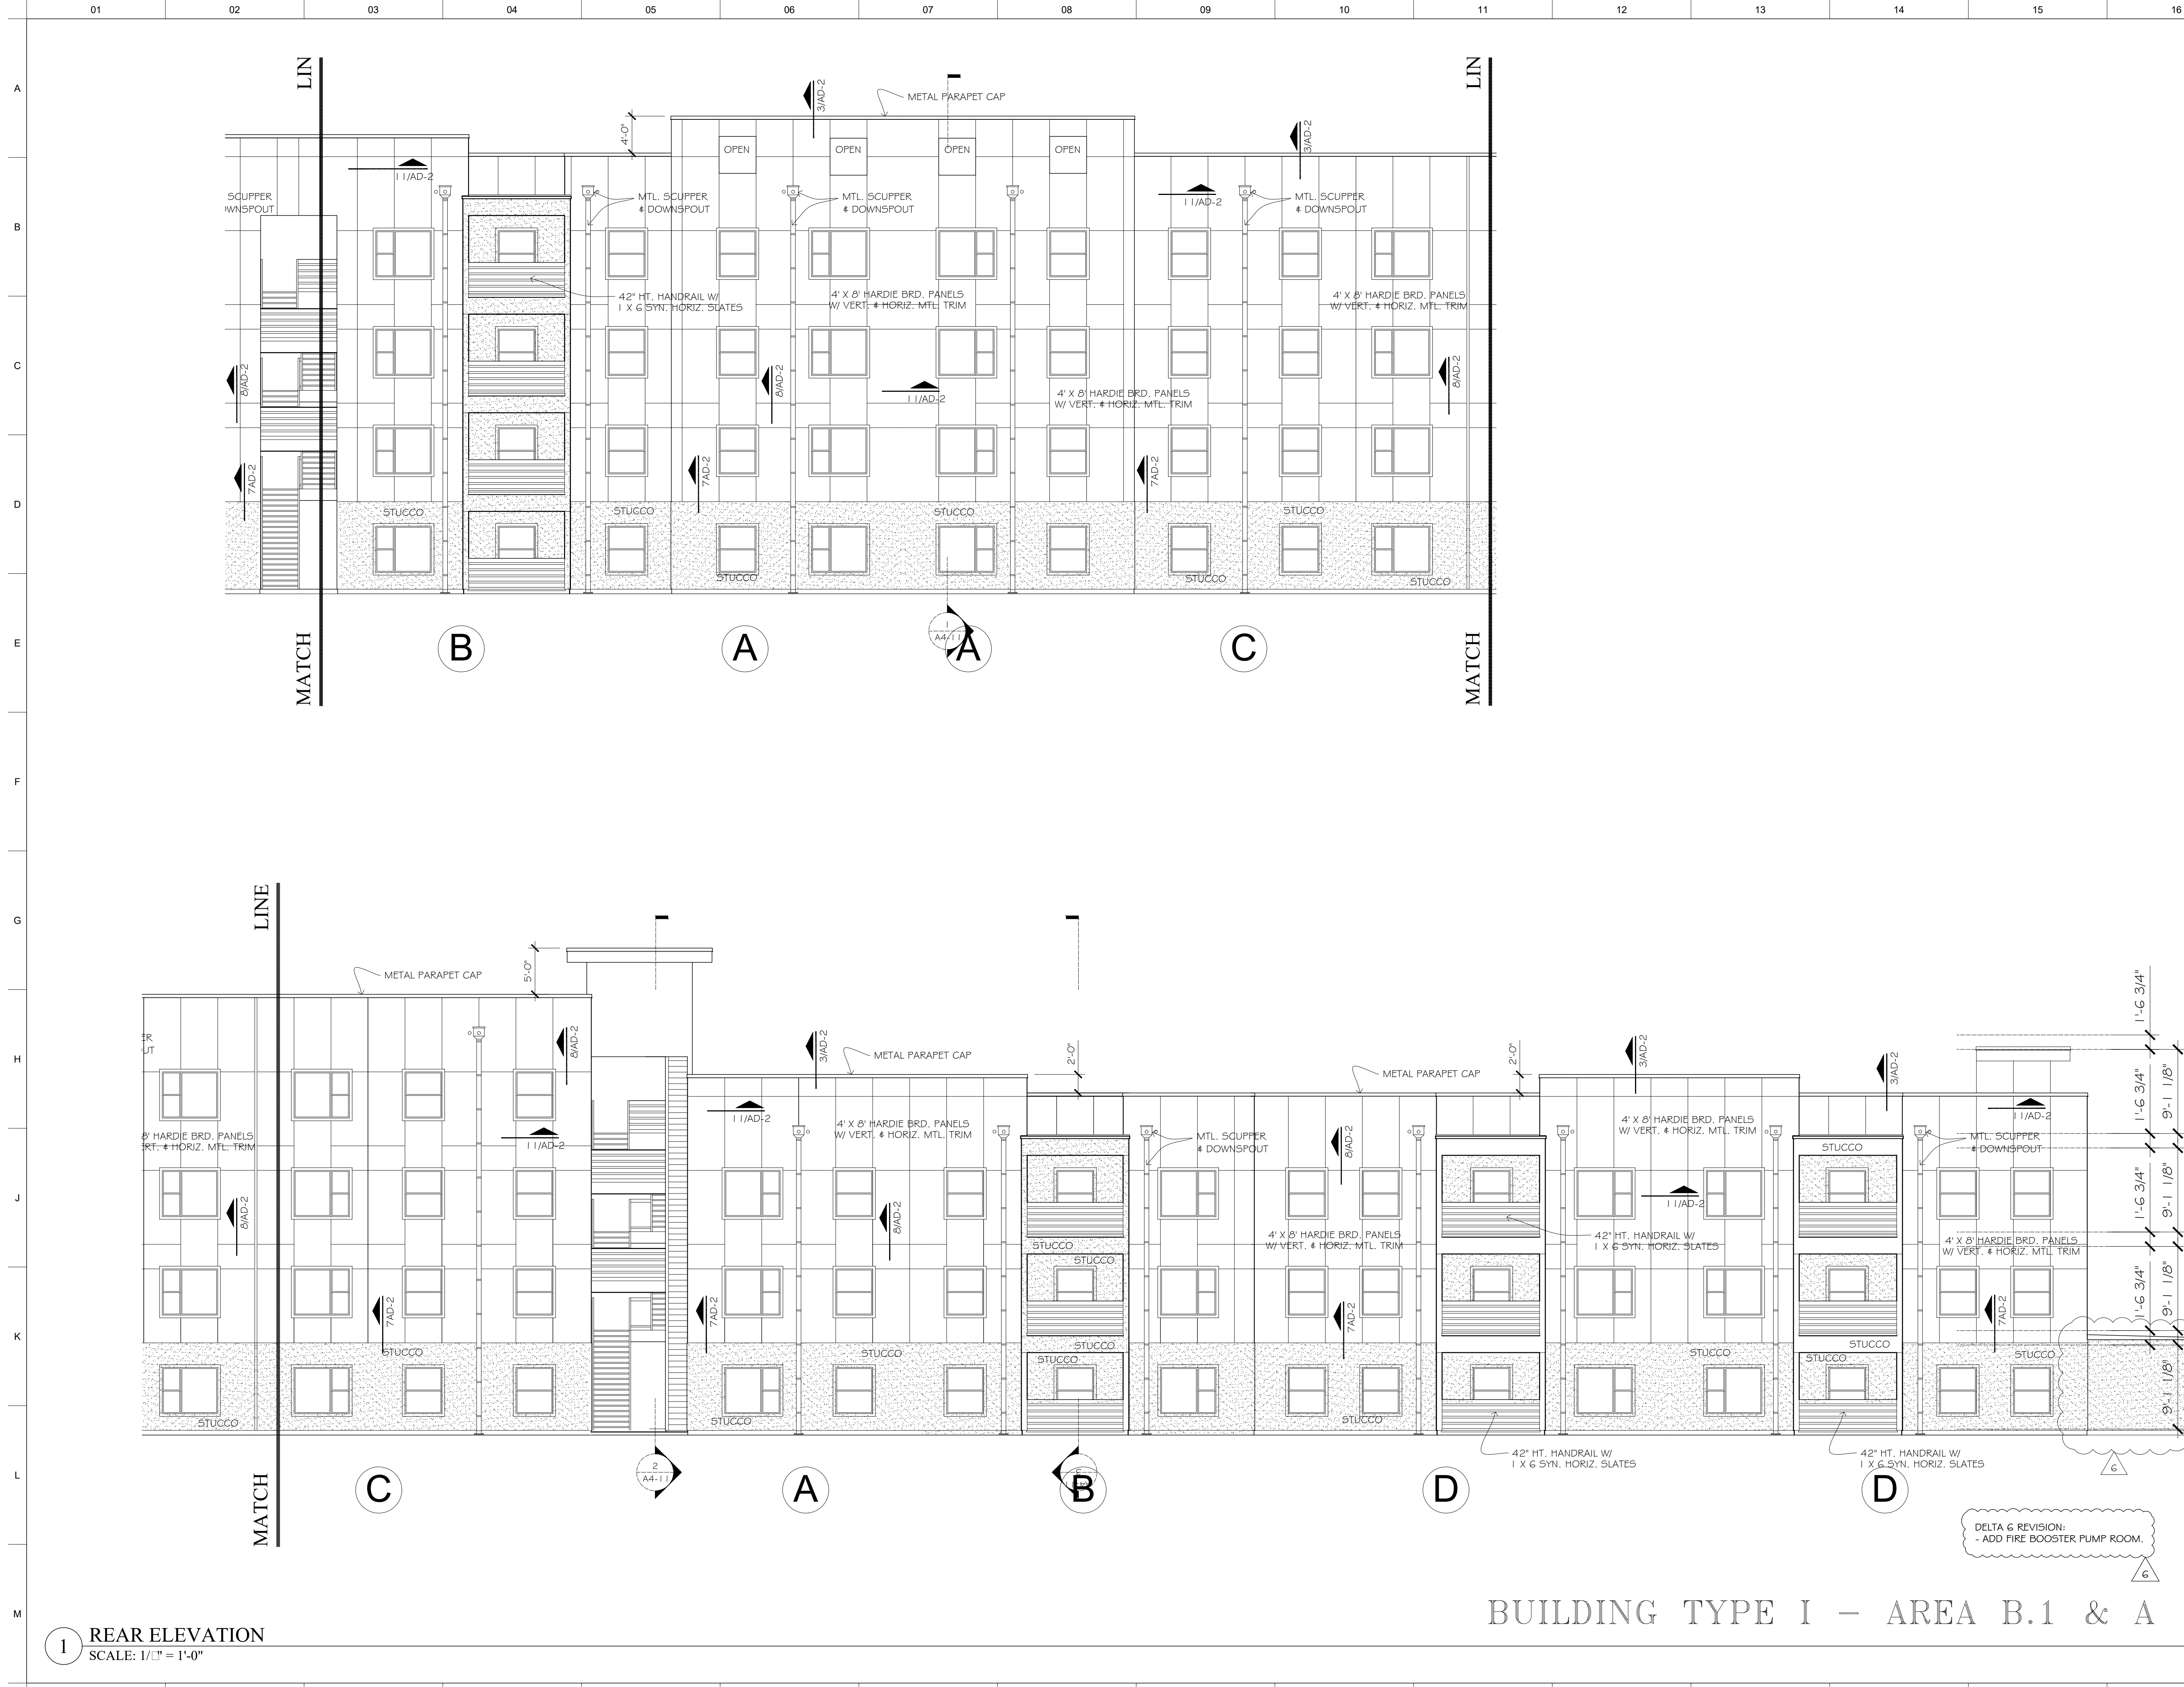 01 02 03 04 05 06 07 08 09 10 11 12 13 14 15 16
A
B
C
D
E
F
G
H
J
K
L
M
LIN
LIN
3/AD-2
METAL PARAPET CAP
4'-0"
3/AD-2
OPEN
OPEN
OPEN
OPEN
11/AD-2
SCUPPER
WNSPOUT
MTL. SCUPPER
& DOWNSPOUT
MTL. SCUPPER
& DOWNSPOUT
11/AD-2
MTL. SCUPPER
& DOWNSPOUT
42" HT. HANDRAIL W/
1 X 6 SYN. HORIZ. SLATES
4' X 8' HARDIE BRD. PANELS
W/ VERT. & HORIZ. MTL. TRIM
4' X 8' HARDIE BRD. PANELS
W/ VERT. & HORIZ. MTL. TRIM
8/AD-2
8/AD-2
11/AD-2
4' X 8' HARDIE BRD. PANELS
W/ VERT. & HORIZ. MTL. TRIM
8/AD-2
7AD-2
7AD-2
7AD-2
STUCCO
STUCCO
STUCCO
STUCCO
STUCCO
STUCCO
STUCCO
MATCH
B
A
1
A4-11
A
C
MATCH
LINE
METAL PARAPET CAP
5'-0"
1'-6 3/4"
ER
UT
8/AD-2
3/AD-2
METAL PARAPET CAP
2'-0"
2'-0"
3/AD-2
3/AD-2
METAL PARAPET CAP
1'-6 3/4"
9'-1 1/8"
8' HARDIE BRD. PANELS
ERT. & HORIZ. MTL. TRIM
11/AD-2
11/AD-2
4' X 8' HARDIE BRD. PANELS
W/ VERT. & HORIZ. MTL. TRIM
MTL. SCUPPER
& DOWNSPOUT
8/AD-2
4' X 8' HARDIE BRD. PANELS
W/ VERT. & HORIZ. MTL. TRIM
STUCCO
11/AD-2
MTL. SCUPPER
& DOWNSPOUT
8/AD-2
8/AD-2
11/AD-2
1'-6 3/4"
9'-1 1/8"
STUCCO
STUCCO
4' X 8' HARDIE BRD. PANELS
W/ VERT. & HORIZ. MTL. TRIM
42" HT. HANDRAIL W/
1 X 6 SYN. HORIZ. SLATES
4' X 8' HARDIE BRD. PANELS
W/ VERT. & HORIZ. MTL. TRIM
7AD-2
7AD-2
7AD-2
7AD-2
1'-6 3/4"
9'-1 1/8"
STUCCO
STUCCO
STUCCO
STUCCO
STUCCO
STUCCO
STUCCO
STUCCO
9'-1 1/8"
STUCCO
STUCCO
STUCCO
42" HT. HANDRAIL W/
1 X 6 SYN. HORIZ. SLATES
42" HT. HANDRAIL W/
1 X 6 SYN. HORIZ. SLATES
6
MATCH
C
2
A4-11
A
B
D
D
DELTA 6 REVISION:
- ADD FIRE BOOSTER PUMP ROOM.
6
BUILDING TYPE I - AREA B.1 & A
1
REAR ELEVATION
SCALE: 1/□" = 1'-0"